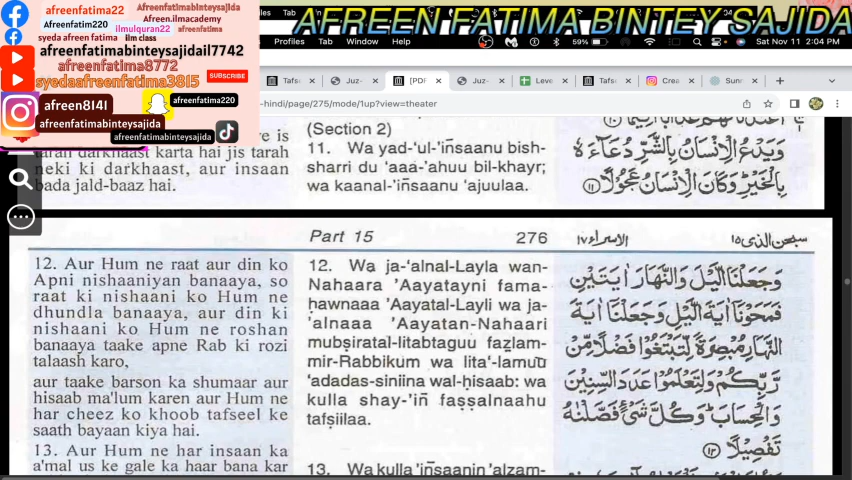 afreenfatima22
Afreenfatimabinteysajida
Afreenfatim220
Afreen.ilmacademy
ilmulquran22
afreenfatima
syeda afreen fatima
ilm class
afreenfatimabinteysajidail7742
afreenfatima8772
syedaafreenfatima3815
SUBSCRIBE
afreen8141
afreenfatima220
afreenfatimabinteysajida
afreenfatimabinteysajida
AFREEN FATIMA BINTEY SAJIDA
Profiles Tab Window Help
59%
Sat Nov 11 2:04 PM
Tafs
Juz-
[PDF
Juz-
Leve
Tafse
Crea
Sunr
-hindi/page/275/mode/1up?view=theater
tarah darkhaast karta hai jis tarah
neki ki darkhaast, aur insaan
bada jald-baaz hai.
(Section 2)
11. Wa yad-'ul-'iñsaanu bish-
sharri du 'aaa-'ahuu bil-khayr;
wa kaanal-'iñsaanu 'ajuulaa.
وَيَدْعُ الْاِنْسَانُ بِالشَّرِّ دُعَآءَهٗ
بِالْخَيْرِ ؕ وَكَانَ الْاِنْسَانُ عَجُوْلًا ﴿۱۱﴾
Part 15
276
الاسراء ١٧
سبحن الذی ١٥
12. Aur Hum ne raat aur din ko
Apni nishaaniyan banaaya, so
raat ki nishaani ko Hum ne
dhundla banaaya, aur din ki
nishaani ko Hum ne roshan
banaaya taake apne Rab ki rozi
talaash karo,
aur taake barson ka shumaar aur
hisaab ma'lum karen aur Hum ne
har cheez ko khoob tafseel ke
saath bayaan kiya hai.
13. Aur Hum ne har insaan ka
a'mal us ke gale ka haar bana kar
12. Wa ja-'alnal-Layla wan-
Nahaara 'Aayatayni fama-
ḥawnaaa 'Aayatal-Layli wa ja-
'alnaaa 'Aayatan-Nahaari
mubṣiratal-litabtaguu fazlam-
mir-Rabbikum wa lita'-lamuu
'adadas-siniina wal-ḥisaab: wa
kulla shay-'iñ faṣṣalnaahu
tafṣiilaa.
13. Wa kulla 'iñsaanin 'alzam-
وَجَعَلْنَا الَّيْلَ وَالنَّهَارَ اٰيَتَيْنِ
فَمَحَوْنَآ اٰيَةَ الَّيْلِ وَجَعَلْنَآ اٰيَةَ
النَّهَارِ مُبْصِرَةً لِّتَبْتَغُوْا فَضْلًا مِّنْ
رَّبِّكُمْ وَلِتَعْلَمُوْا عَدَدَ السِّنِيْنَ
وَالْحِسَابَ ؕ وَكُلَّ شَيْءٍ فَصَّلْنٰهُ
تَفْصِيْلًا ﴿۱۲﴾